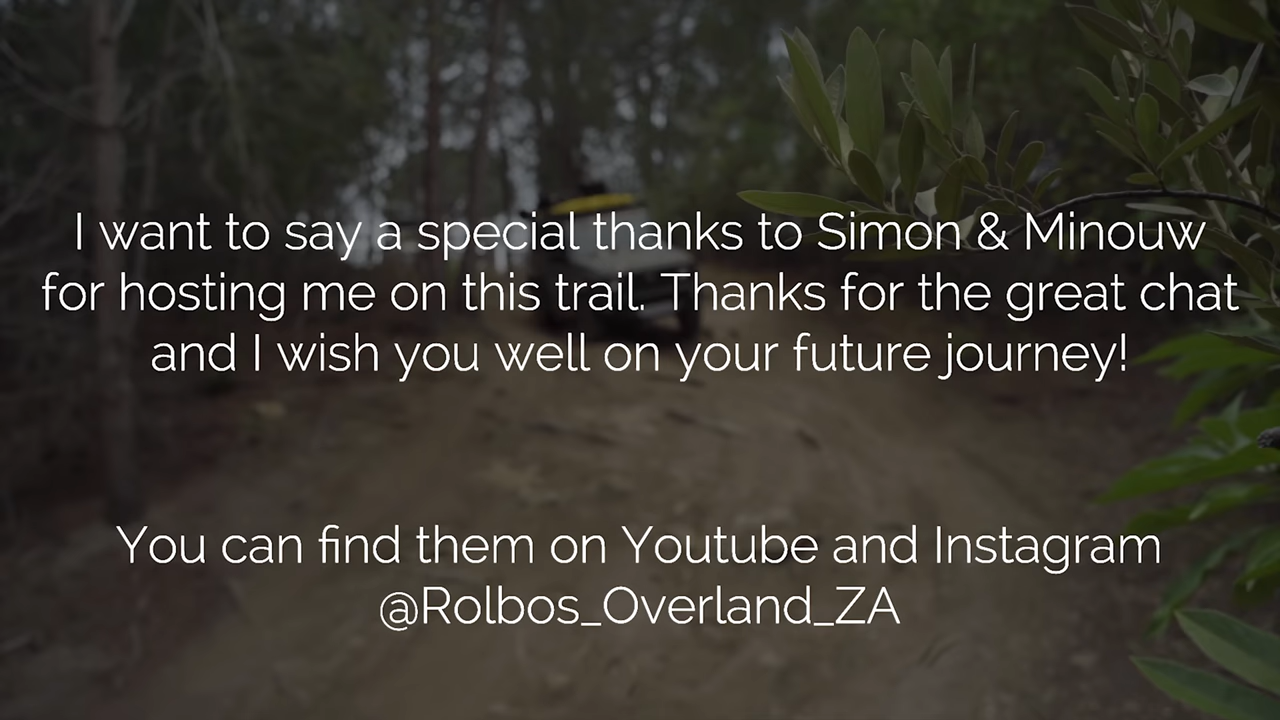 I want to say a special thanks to Simon & Minouw
for hosting me on this trail. Thanks for the great chat
and I wish you well on your future journey!
You can find them on Youtube and Instagram
@Rolbos_Overland_ZA